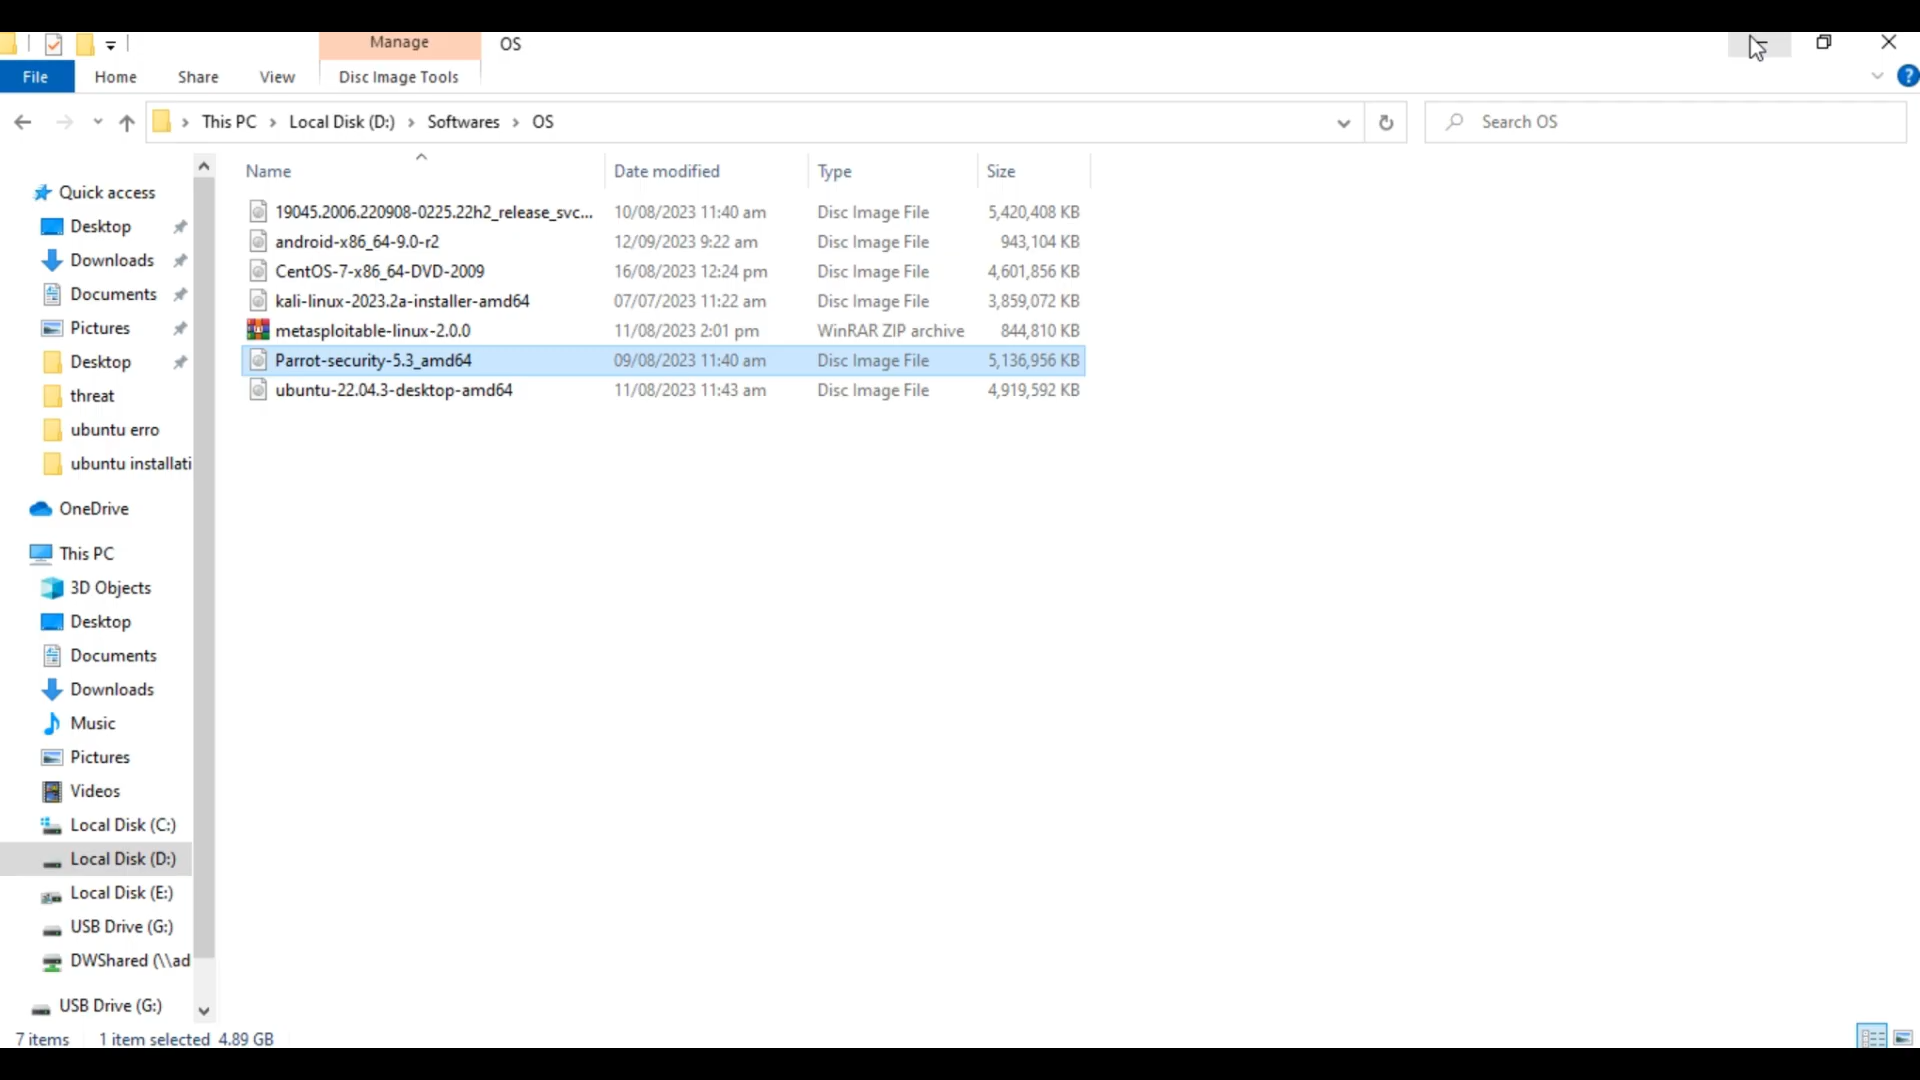 Manage OS
File Home Share View Disc Image Tools
This PC Local Disk (D:) Softwares OS Search OS
Name Date modified Type Size
19045.2006.220908-0225.22h2_release_svc... 10/08/2023 11:40 am Disc Image File 5,420,408 KB
android-x86_64-9.0-r2 12/09/2023 9:22 am Disc Image File 943,104 KB
CentOS-7-x86_64-DVD-2009 16/08/2023 12:24 pm Disc Image File 4,601,856 KB
kali-linux-2023.2a-installer-amd64 07/07/2023 11:22 am Disc Image File 3,859,072 KB
metasploitable-linux-2.0.0 11/08/2023 2:01 pm WinRAR ZIP archive 844,810 KB
Parrot-security-5.3_amd64 09/08/2023 11:40 am Disc Image File 5,136,956 KB
ubuntu-22.04.3-desktop-amd64 11/08/2023 11:43 am Disc Image File 4,919,592 KB
Quick access
Desktop
Downloads
Documents
Pictures
Desktop
threat
ubuntu erro
ubuntu installati
OneDrive
This PC
3D Objects
Desktop
Documents
Downloads
Music
Pictures
Videos
Local Disk (C:)
Local Disk (D:)
Local Disk (E:)
USB Drive (G:)
DWShared (\\ad
USB Drive (G:)
7 items 1 item selected 4.89 GB